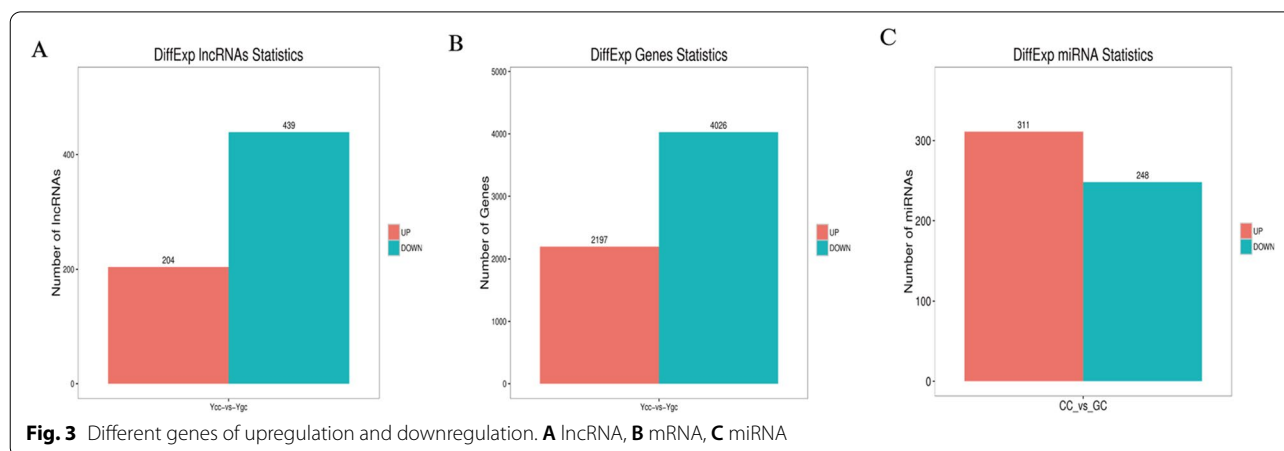 A
DiffExp lncRNAs Statistics
439
400
204
200
0
Number of lncRNAs
UP
DOWN
Ycc-vs-Ygc
B
DiffExp Genes Statistics
5000
4026
4000
3000
2197
2000
1000
0
Number of Genes
UP
DOWN
Ycc-vs-Ygc
C
DiffExp miRNA Statistics
311
300
248
200
100
0
Number of miRNAs
UP
DOWN
CC_vs_GC
Fig. 3 Different genes of upregulation and downregulation. A lncRNA, B mRNA, C miRNA